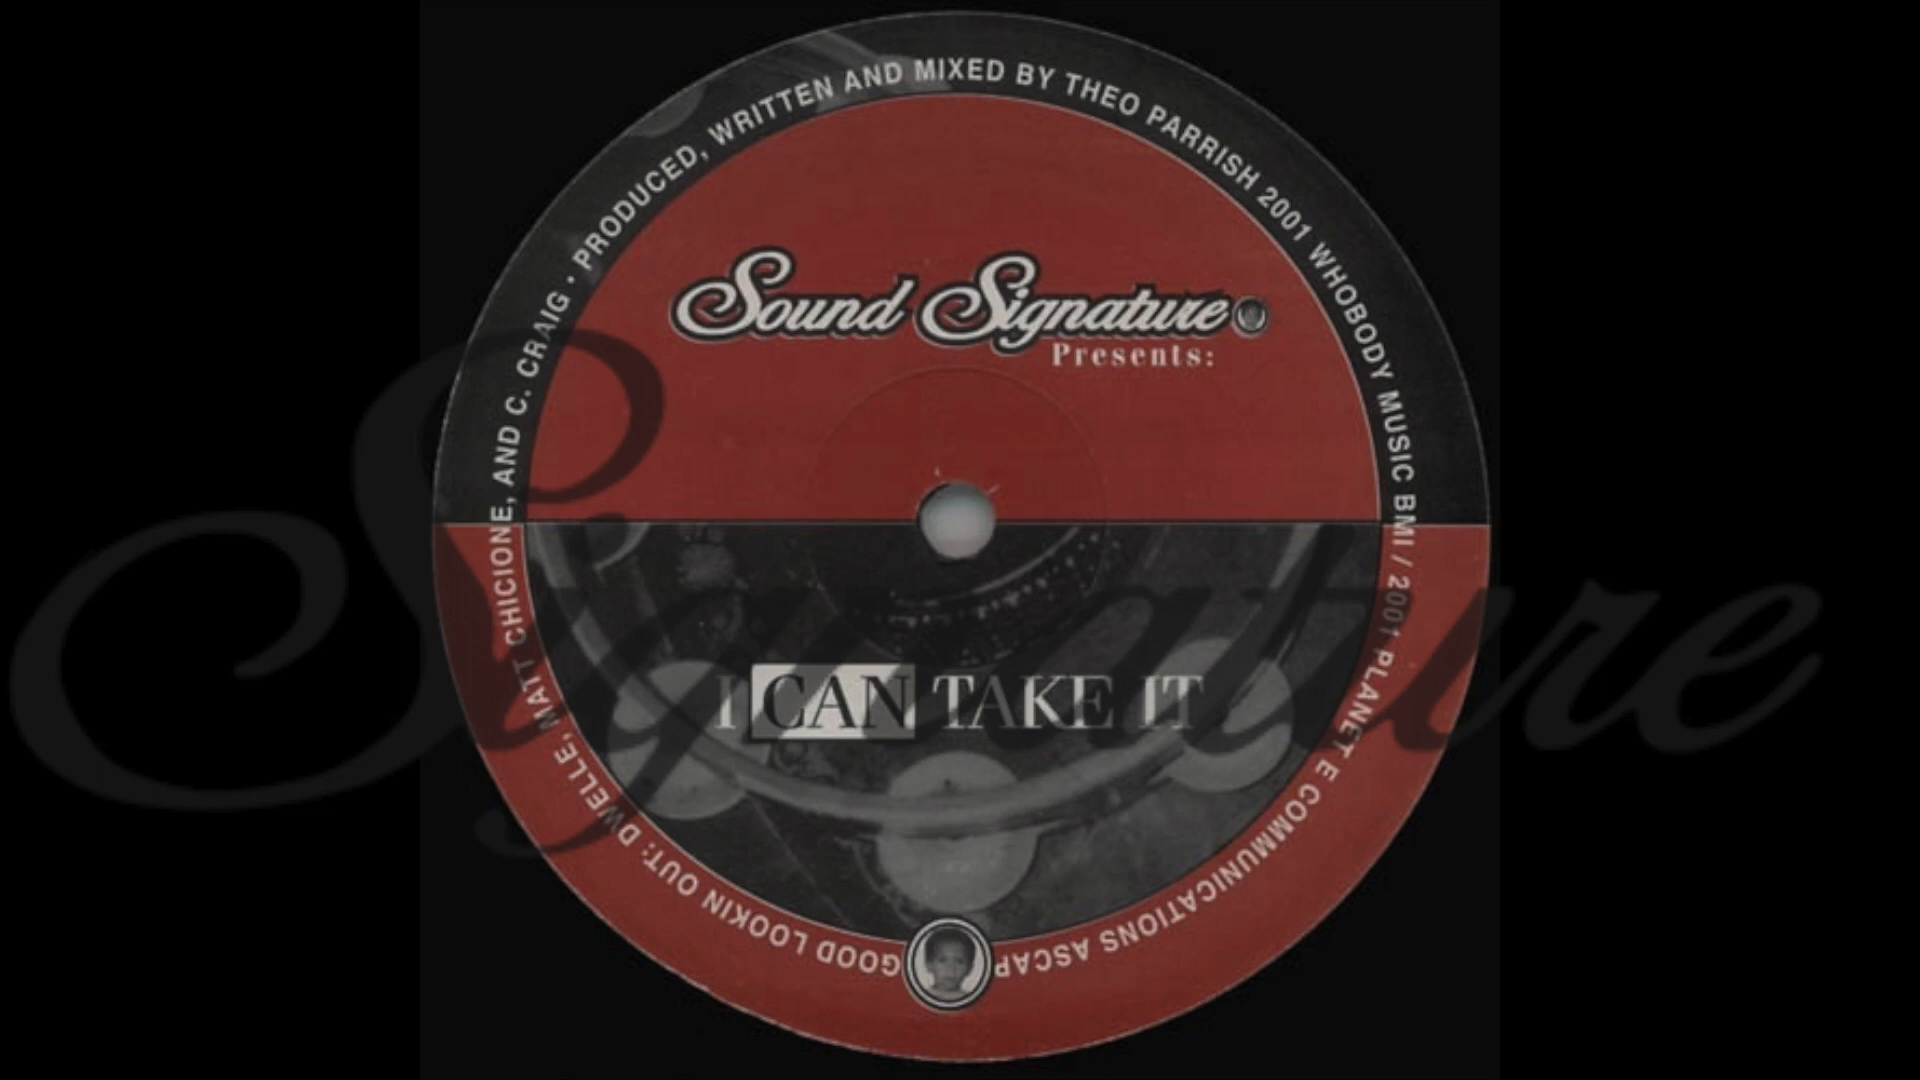 Sound Signature
Presents:
I CAN TAKE IT
GOOD LOOKIN OUT: DWELLE, MATT CHICIONE, AND C. CRAIG • PRODUCED, WRITTEN AND MIXED BY THEO PARRISH 2001 WHOBODY MUSIC BMI / 2001 PLANET E COMMUNICATIONS ASCAP
Signature